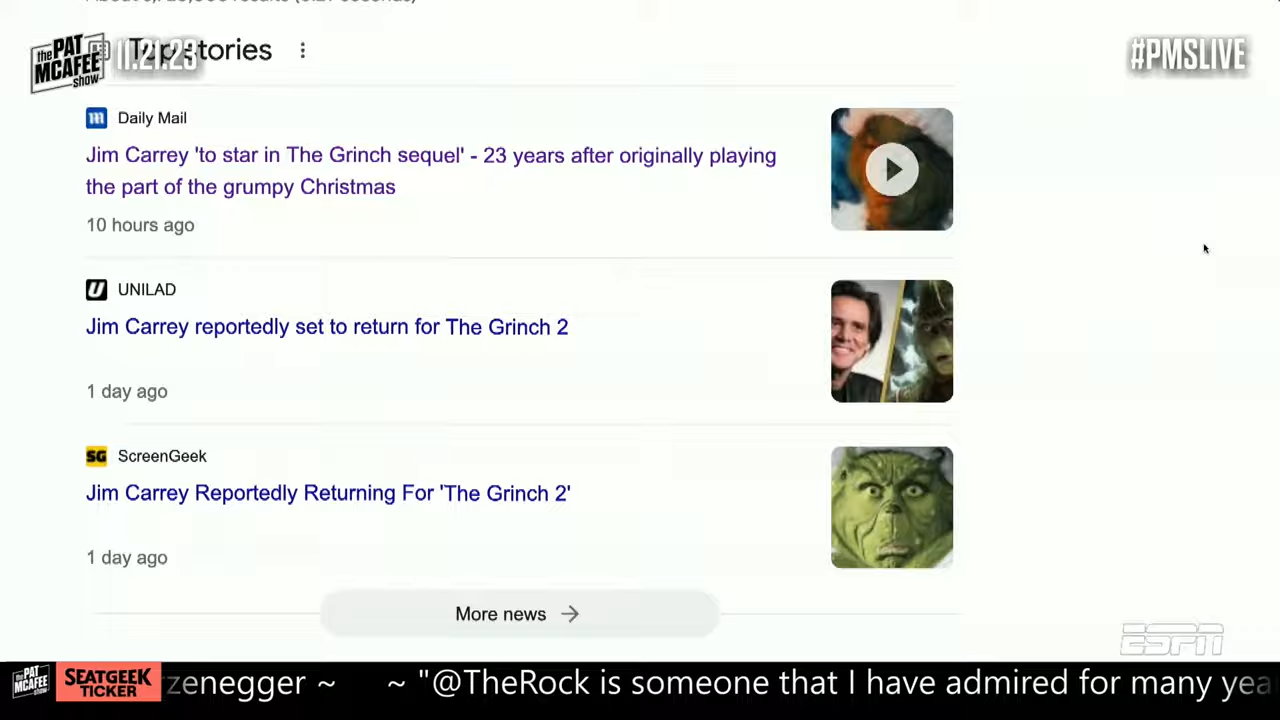 the PAT MCAFEE show
11.21.23
Top stories
#PMSLIVE
Daily Mail
Jim Carrey 'to star in The Grinch sequel' - 23 years after originally playing
the part of the grumpy Christmas
10 hours ago
UNILAD
Jim Carrey reportedly set to return for The Grinch 2
1 day ago
SG ScreenGeek
Jim Carrey Reportedly Returning For 'The Grinch 2'
1 day ago
More news
ESPN
the PAT MCAFEE show
SEATGEEK
TICKER
zenegger ~ ~ "@TheRock is someone that I have admired for many yea